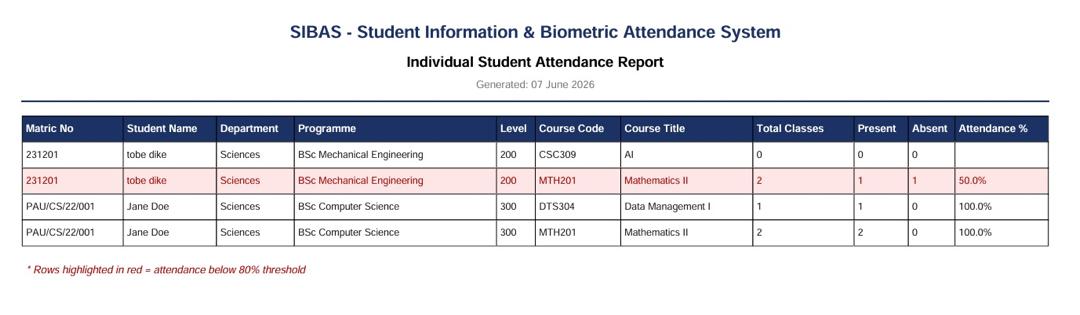 SIBAS - Student Information & Biometric Attendance System
Individual Student Attendance Report
Generated: 07 June 2026
Matric No Student Name Department Programme Level Course Code Course Title Total Classes Present Absent Attendance %
231201 tobe dike Sciences BSc Mechanical Engineering 200 CSC309 AI 0 0 0
231201 tobe dike Sciences BSc Mechanical Engineering 200 MTH201 Mathematics II 2 1 1 50.0%
PAU/CS/22/001 Jane Doe Sciences BSc Computer Science 300 DTS304 Data Management I 1 1 0 100.0%
PAU/CS/22/001 Jane Doe Sciences BSc Computer Science 300 MTH201 Mathematics II 2 2 0 100.0%
* Rows highlighted in red = attendance below 80% threshold